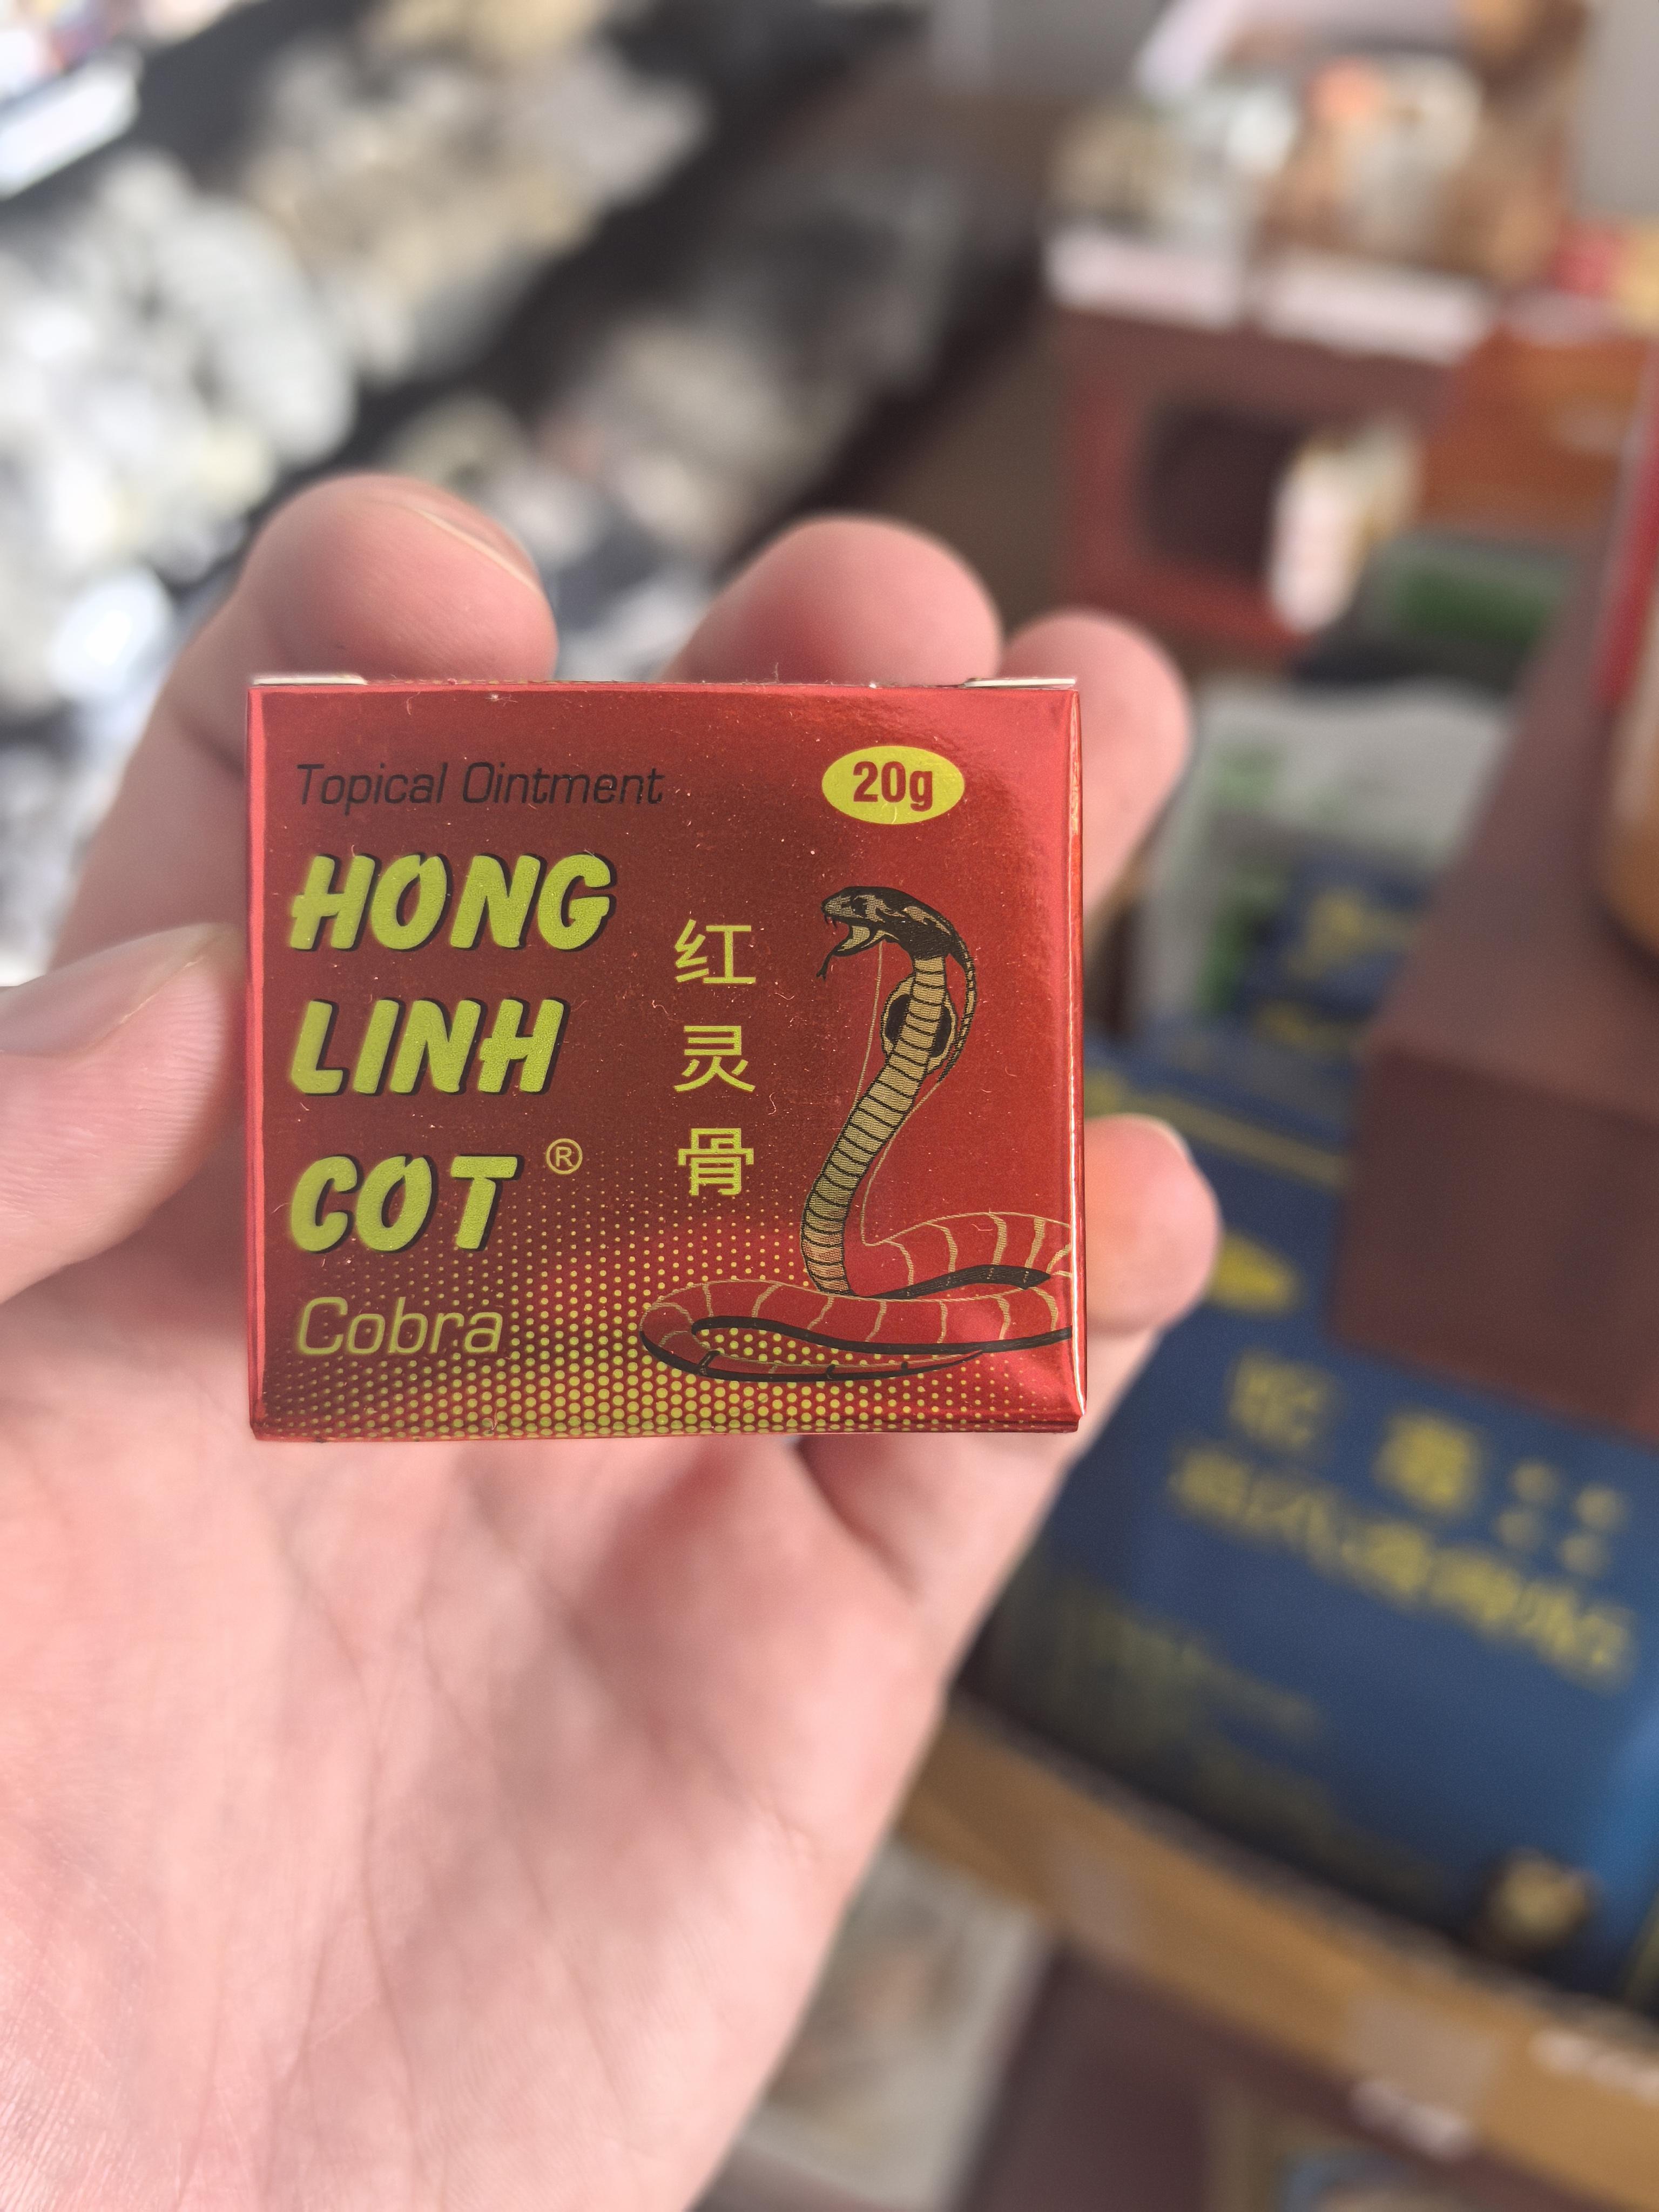 Topical Ointment
20g
HONG
LINH
COT®
Cobra
红
灵
骨